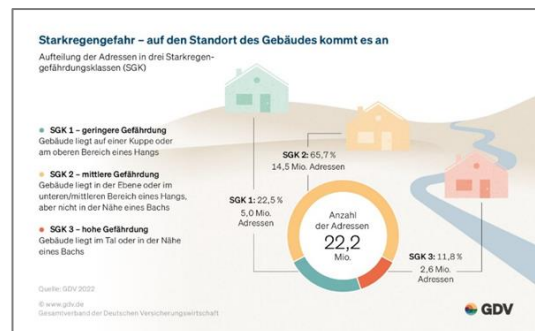 Starkregengefahr – auf den Standort des Gebäudes kommt es an
Aufteilung der Adressen in drei Starkregen-
gefährdungsklassen (SGK)
SGK 1 – geringere Gefährdung
Gebäude liegt auf einer Kuppe oder
am oberen Bereich eines Hangs
SGK 2 – mittlere Gefährdung
Gebäude liegt in der Ebene oder im
unteren/mittleren Bereich eines Hangs,
aber nicht in der Nähe eines Bachs
SGK 3 – hohe Gefährdung
Gebäude liegt im Tal oder in der Nähe
eines Bachs
SGK 2: 65,7 %
14,5 Mio. Adressen
SGK 1: 22,5 %
5,0 Mio.
Adressen
Anzahl
der Adressen
22,2
Mio.
SGK 3: 11,8 %
2,6 Mio.
Adressen
Quelle: GDV 2022
© www.gdv.de
Gesamtverband der Deutschen Versicherungswirtschaft
GDV